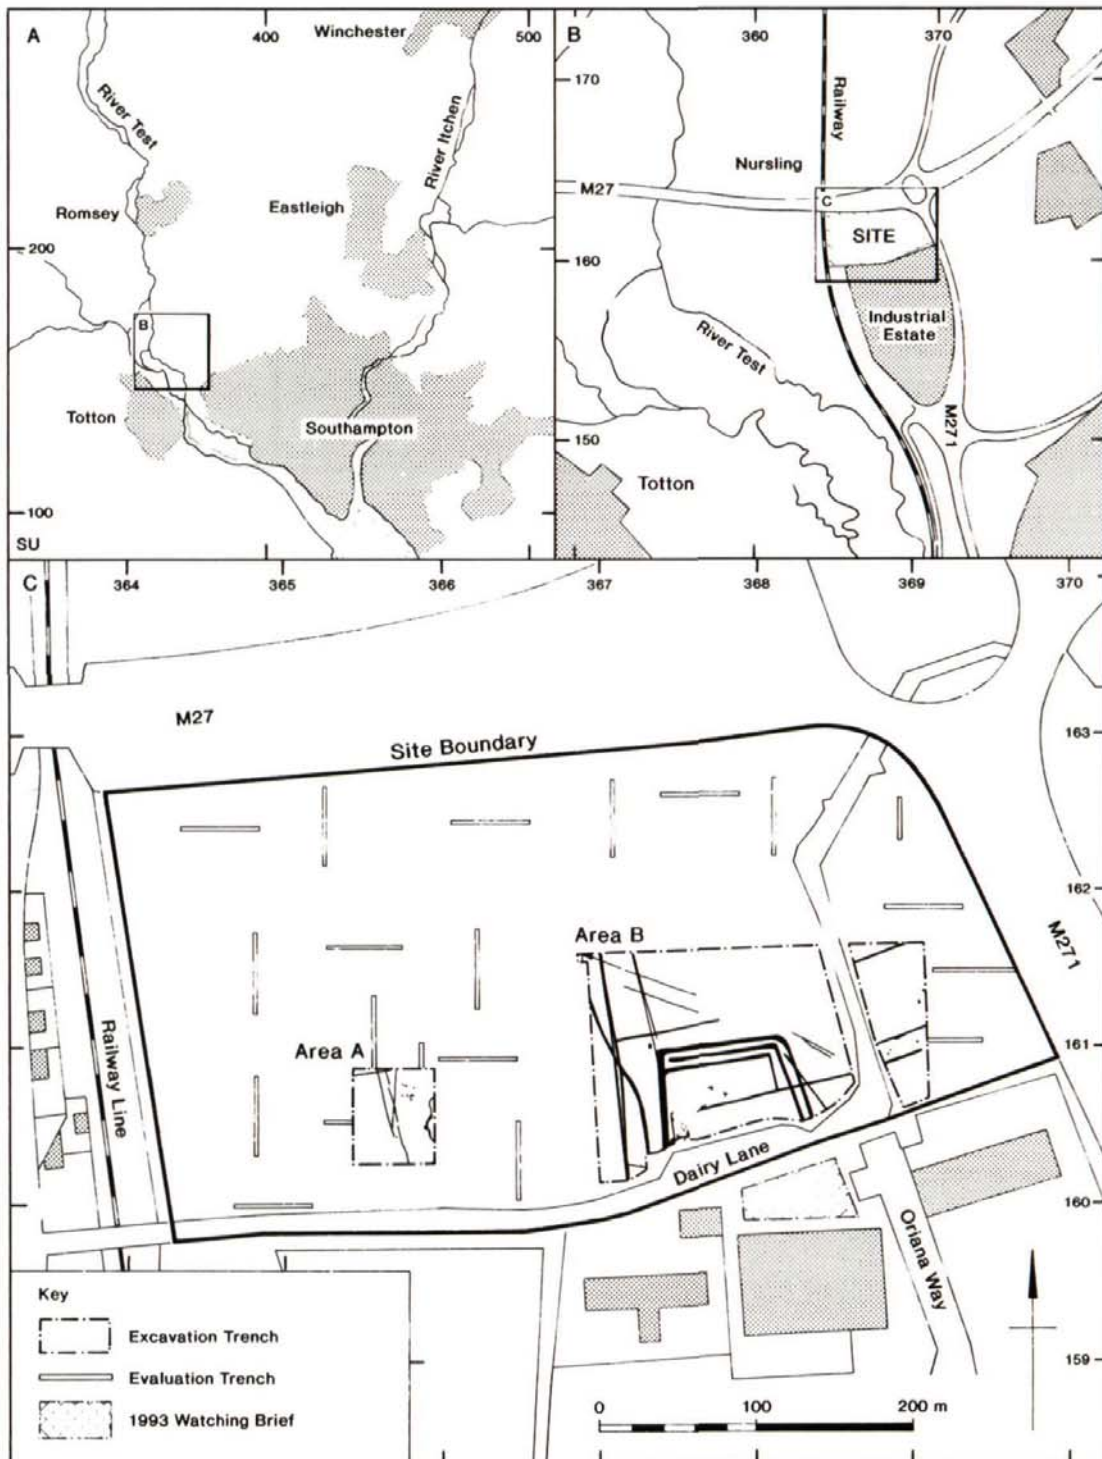 A
400
Winchester
500
River Test
River Itchen
Romsey
Eastleigh
200
B
Totton
Southampton
100
SU
B
360
370
170
Railway
Nursling
M27
C
SITE
160
Industrial
Estate
River Test
M271
150
Totton
C
364
365
366
367
368
369
370
M27
163
Site Boundary
162
Area B
M271
Area A
161
Railway Line
Dairy Lane
160
Oriana Way
159
Key
Excavation Trench
Evaluation Trench
1993 Watching Brief
0
100
200 m